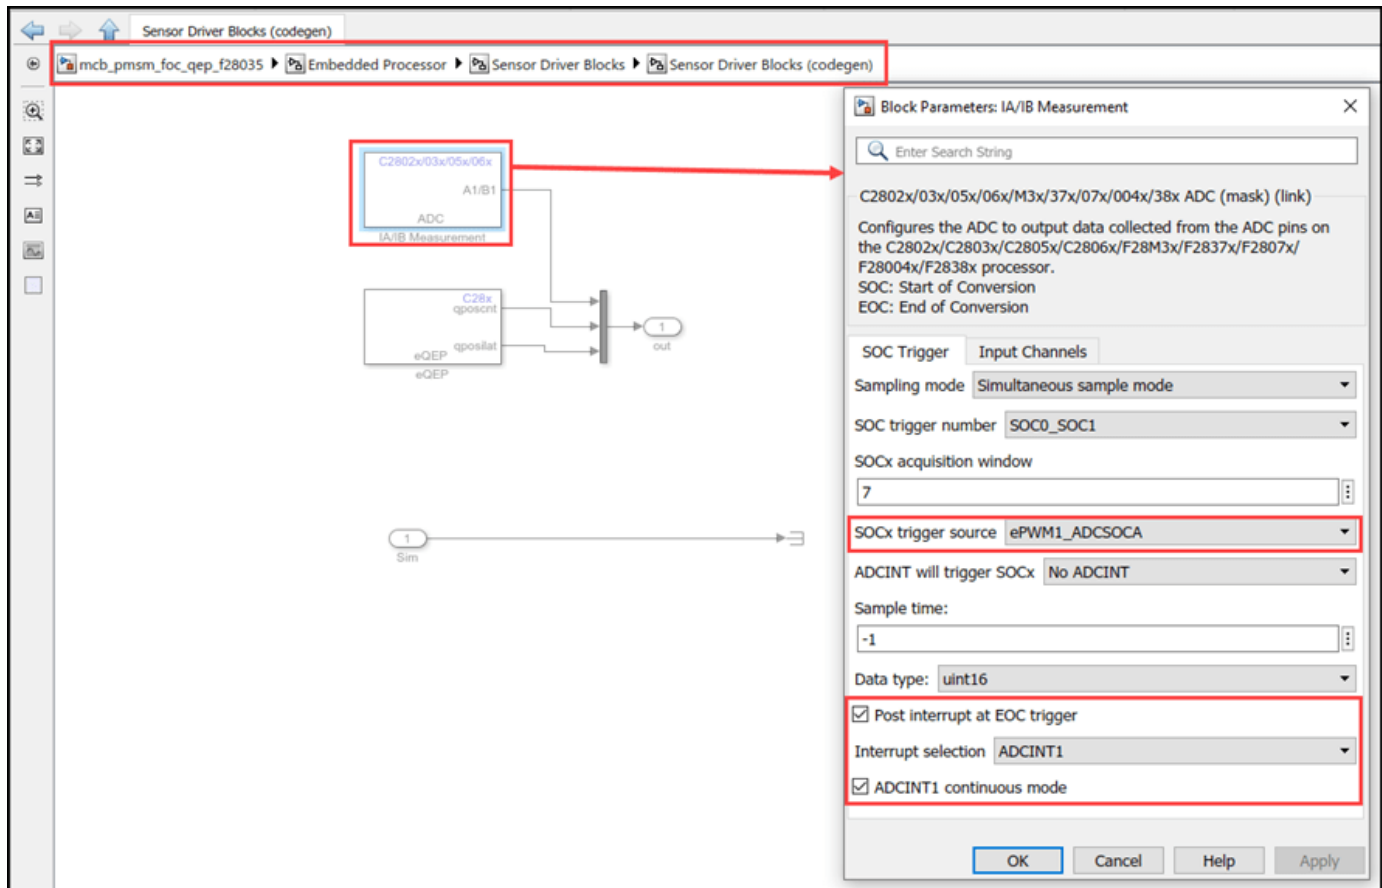 Sensor Driver Blocks (codegen)
mcb_pmsm_foc_qep_f28035 Embedded Processor Sensor Driver Blocks Sensor Driver Blocks (codegen)
C2802x/03x/05x/06x
A1/B1
ADC
IA/IB Measurement
C28x
qposcnt
qposilat
eQEP
eQEP
1
out
1
Sim
Block Parameters: IA/IB Measurement
Enter Search String
C2802x/03x/05x/06x/M3x/37x/07x/004x/38x ADC (mask) (link)
Configures the ADC to output data collected from the ADC pins on
the C2802x/C2803x/C2805x/C2806x/F28M3x/F2837x/F2807x/
F28004x/F2838x processor.
SOC: Start of Conversion
EOC: End of Conversion
SOC Trigger Input Channels
Sampling mode Simultaneous sample mode
SOC trigger number SOC0_SOC1
SOCx acquisition window
7
SOCx trigger source ePWM1_ADCSOCA
ADCINT will trigger SOCx No ADCINT
Sample time:
-1
Data type: uint16
Post interrupt at EOC trigger
Interrupt selection ADCINT1
ADCINT1 continuous mode
OK Cancel Help Apply